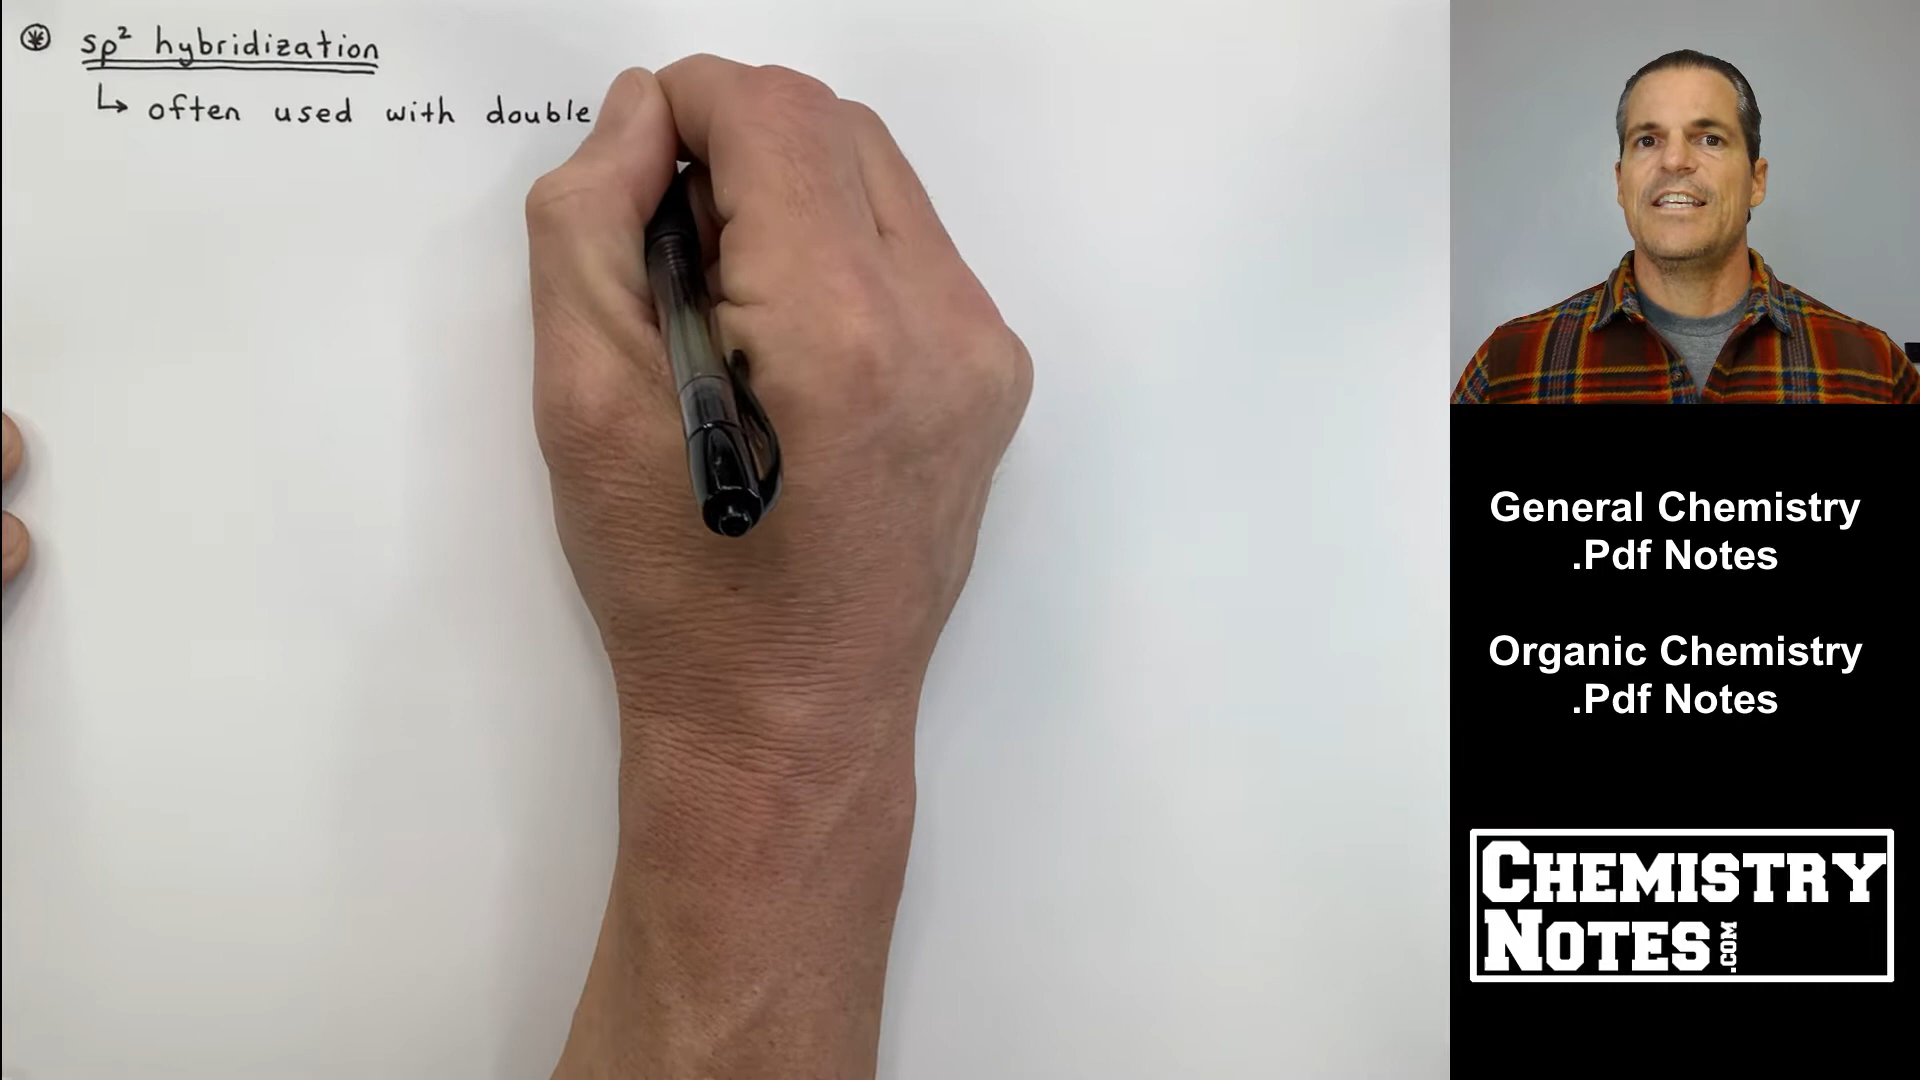 sp² hybridization
↳ often used with double
General Chemistry
.Pdf Notes
Organic Chemistry
.Pdf Notes
CHEMISTRY
NOTES.COM